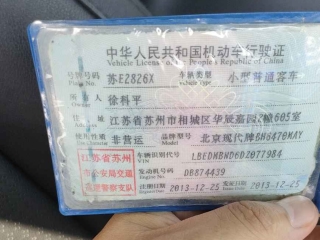 中华人民共和国机动车行驶证
Vehicle License of the People's Republic of China
号牌号码 苏E2826X 车辆类型 小型普通客车
所有人 徐科平
住址 江苏省苏州市相城区华辰嘉园2幢605室
使用性质 非营运 品牌型号 北京现代牌BH6470MAY
江苏省苏州 车辆识别代号
市公安局交通 发动机号码 DB874439
巡逻警察支队 注册日期 2013-12-25 发证日期 2013-12-25